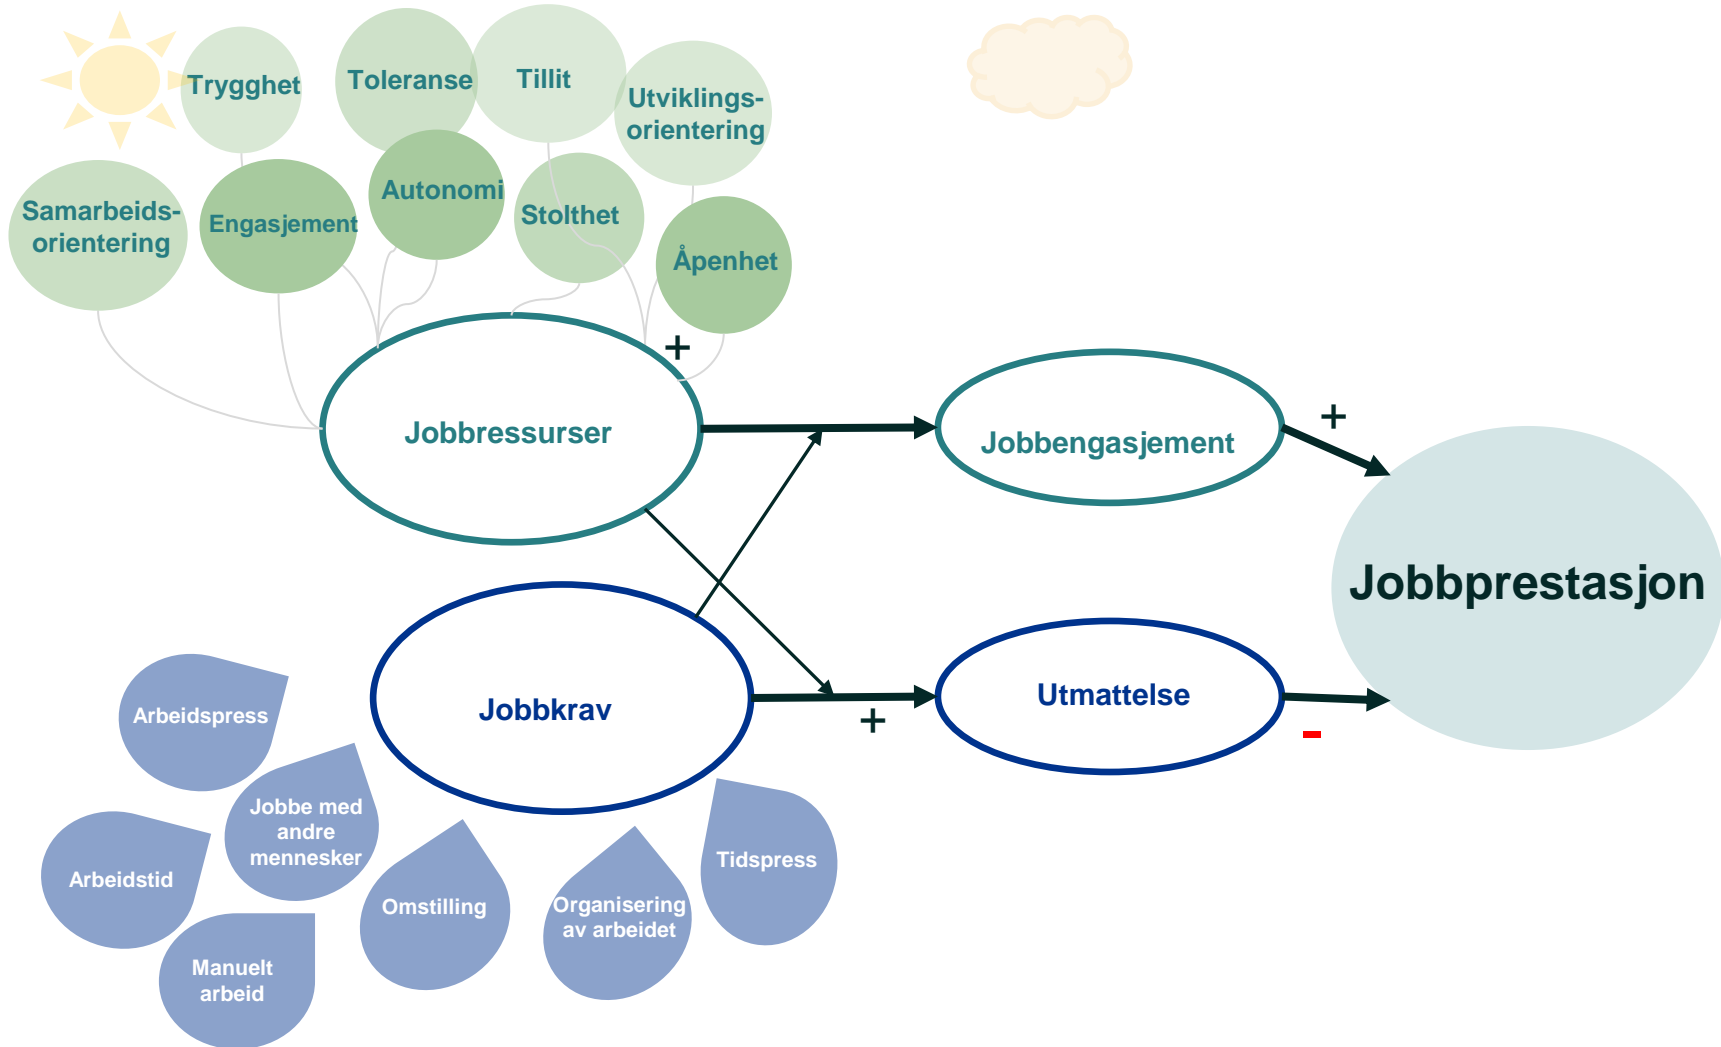 Trygghet
Toleranse
Tillit
Utviklings-
orientering
Samarbeids-
orientering
Engasjement
Autonomi
Stolthet
Åpenhet
+
Jobbressurser
Jobbengasjement
+
Jobbprestasjon
Jobbkrav
+
Utmattelse
-
Arbeidspress
Jobbe med
andre
mennesker
Arbeidstid
Omstilling
Organisering
av arbeidet
Tidspress
Manuelt
arbeid